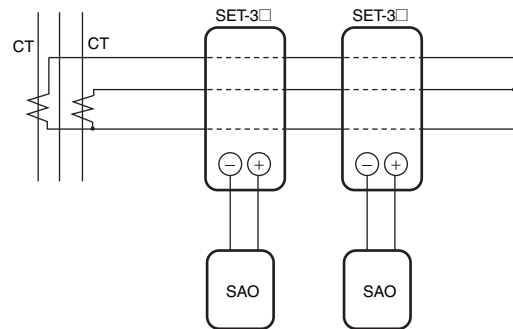 SET-3□ SET-3□
CT CT
− + − +
SAO SAO